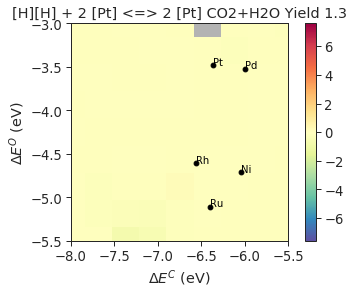 [H][H] + 2 [Pt] <=> 2 [Pt] CO2+H2O Yield 1.3
−3.0
−3.5
−4.0
−4.5
−5.0
−5.5
ΔE^O (eV)
Pt
Pd
Rh
Ni
Ru
−8.0 −7.5 −7.0 −6.5 −6.0 −5.5
ΔE^C (eV)
6
4
2
0
−2
−4
−6